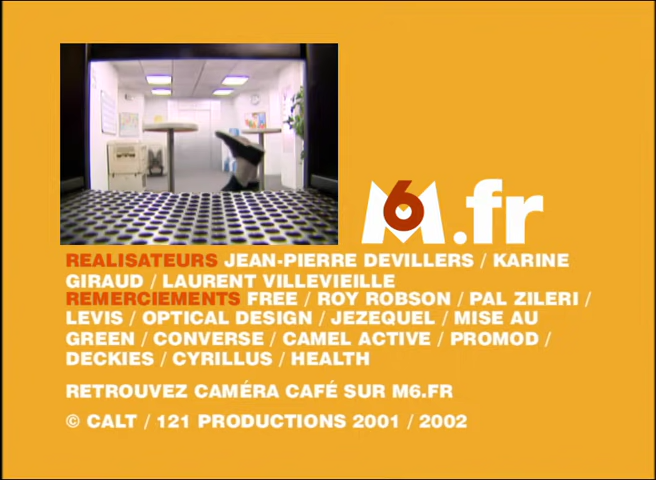 M6.fr
REALISATEURS JEAN-PIERRE DEVILLERS / KARINE
GIRAUD / LAURENT VILLEVIEILLE
REMERCIEMENTS FREE / ROY ROBSON / PAL ZILERI /
LEVIS / OPTICAL DESIGN / JEZEQUEL / MISE AU
GREEN / CONVERSE / CAMEL ACTIVE / PROMOD /
DECKIES / CYRILLUS / HEALTH
RETROUVEZ CAMÉRA CAFÉ SUR M6.FR
© CALT / 121 PRODUCTIONS 2001 / 2002